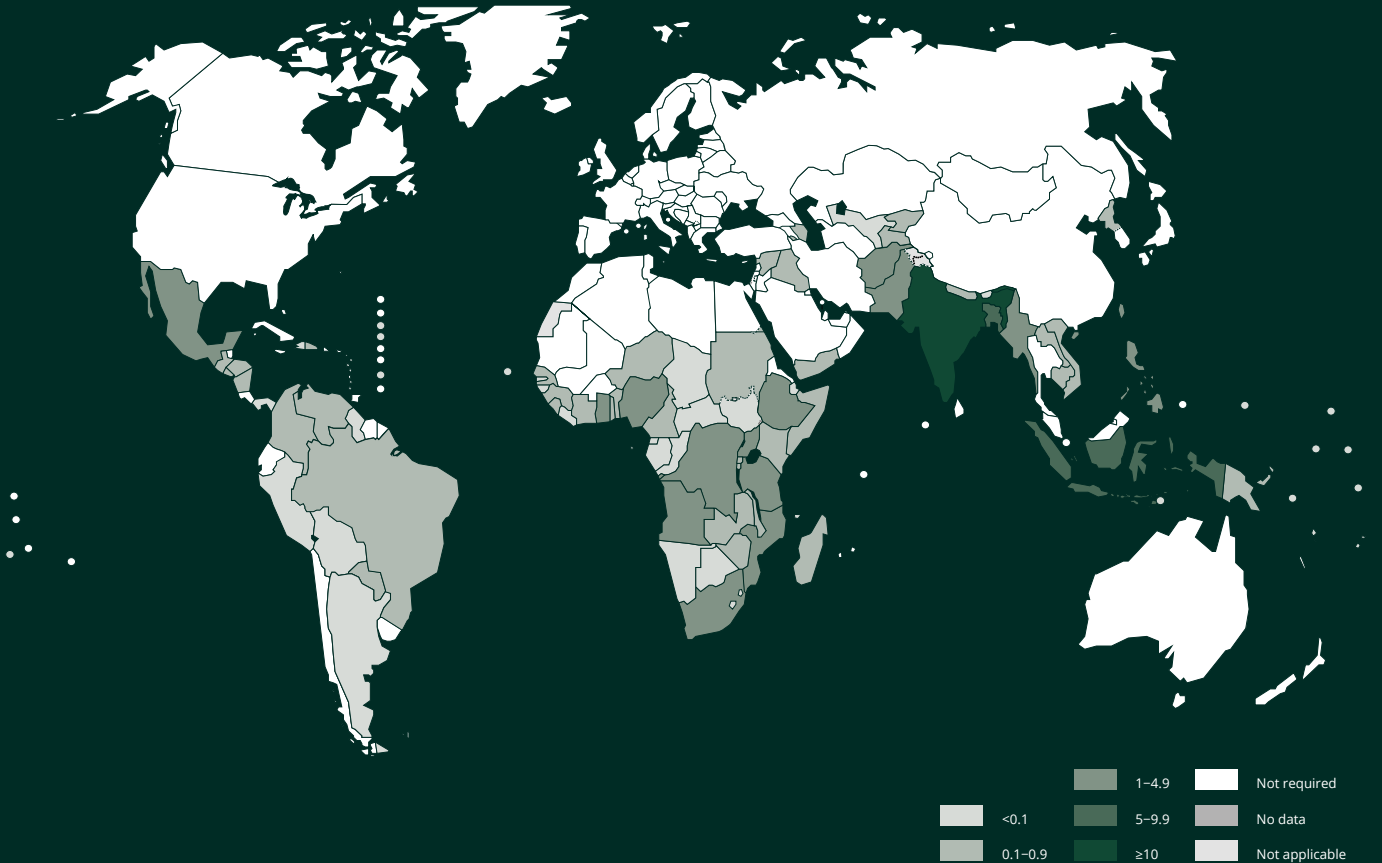 1–4.9
Not required
<0.1
5–9.9
No data
0.1–0.9
≥10
Not applicable